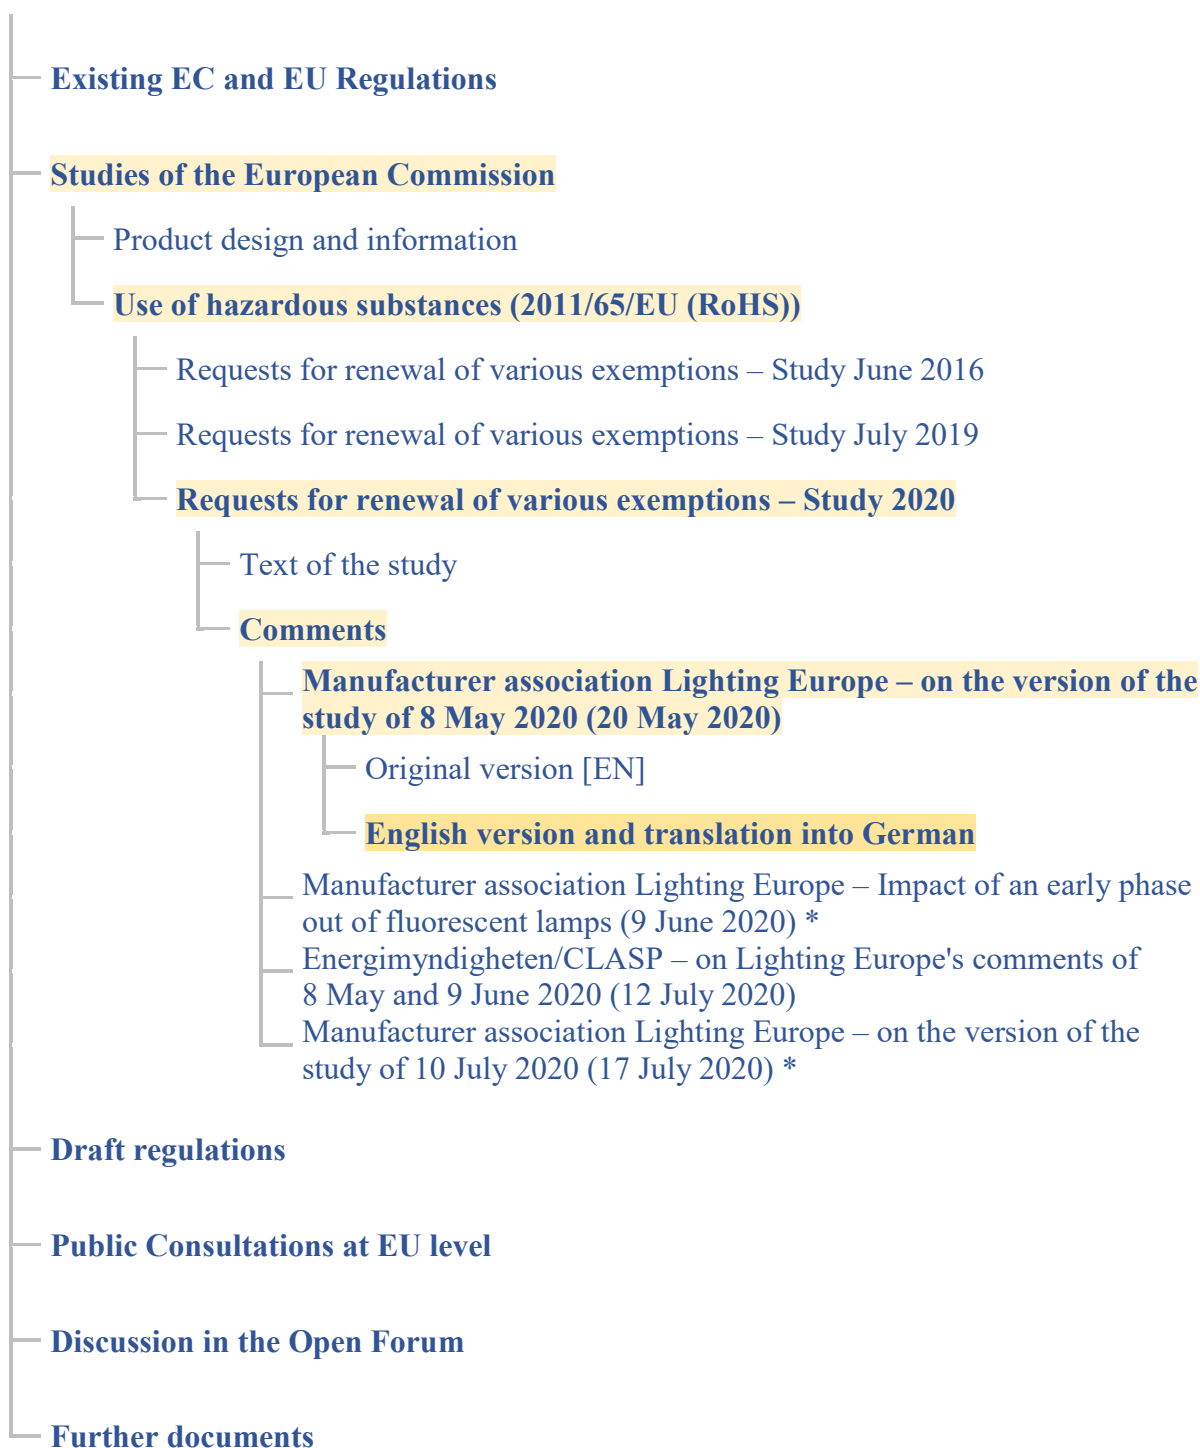 Existing EC and EU Regulations
Studies of the European Commission
Product design and information
Use of hazardous substances (2011/65/EU (RoHS))
Requests for renewal of various exemptions – Study June 2016
Requests for renewal of various exemptions – Study July 2019
Requests for renewal of various exemptions – Study 2020
Text of the study
Comments
Manufacturer association Lighting Europe – on the version of the
study of 8 May 2020 (20 May 2020)
Original version [EN]
English version and translation into German
Manufacturer association Lighting Europe – Impact of an early phase
out of fluorescent lamps (9 June 2020) *
Energimyndigheten/CLASP – on Lighting Europe's comments of
8 May and 9 June 2020 (12 July 2020)
Manufacturer association Lighting Europe – on the version of the
study of 10 July 2020 (17 July 2020) *
Draft regulations
Public Consultations at EU level
Discussion in the Open Forum
Further documents